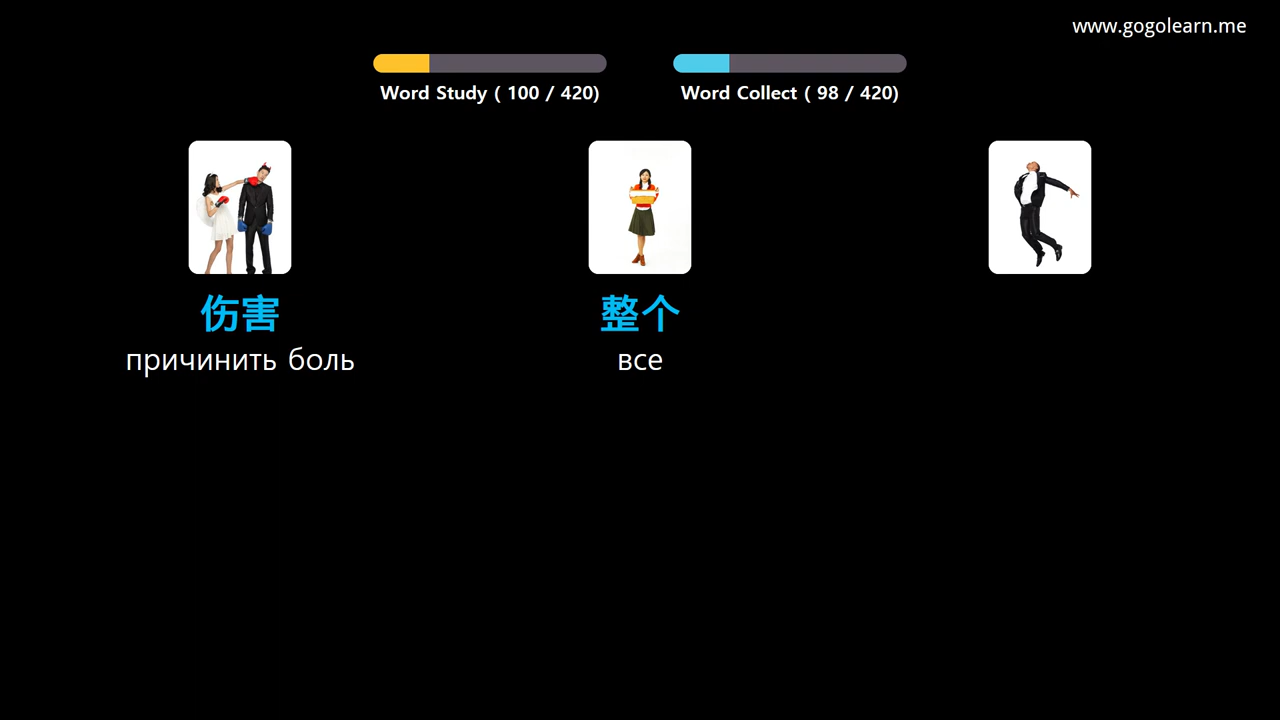 www.gogolearn.me
Word Study ( 100 / 420)
Word Collect ( 98 / 420)
伤害
整个
причинить боль
все